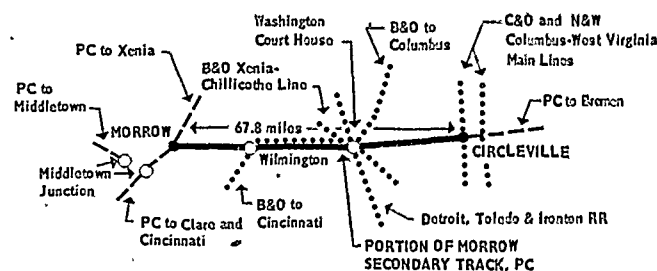 Washington
Court House
B&O to
Columbus
C&O and N&W
Columbus-West Virginia
Main Lines
PC to Xenia
B&O Xenia-
Chillicothe Line
PC to
Middletown
PC to Bremen
MORROW
67.8 miles
Wilmington
CIRCLEVILLE
Middletown
Junction
B&O to
Cincinnati
PC to Clare and
Cincinnati
Detroit, Toledo & Ironton RR
PORTION OF MORROW
SECONDARY TRACK, PC